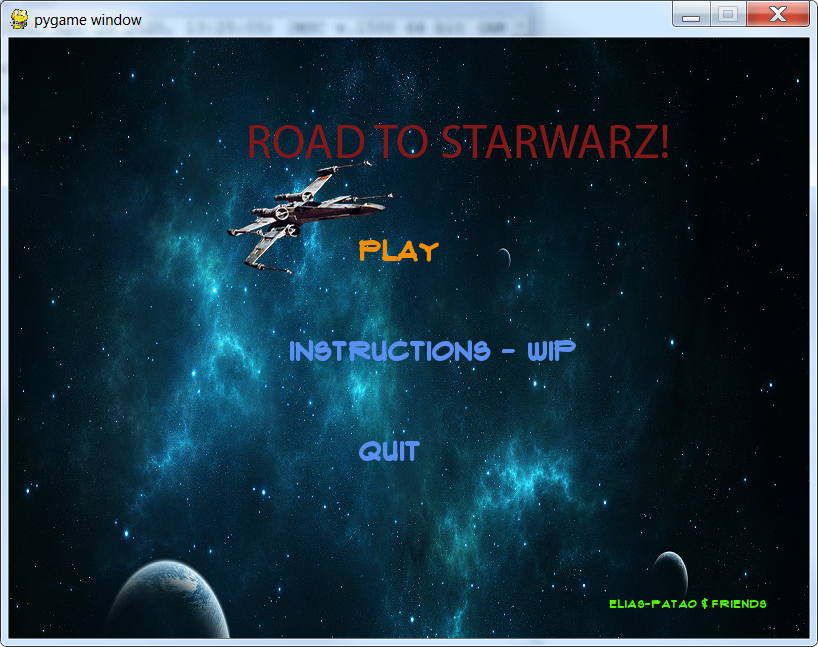 pygame window
ROAD TO STARWARZ!
PLAY
INSTRUCTIONS - WIP
QUIT
ELIAS-PATAO & FRIENDS